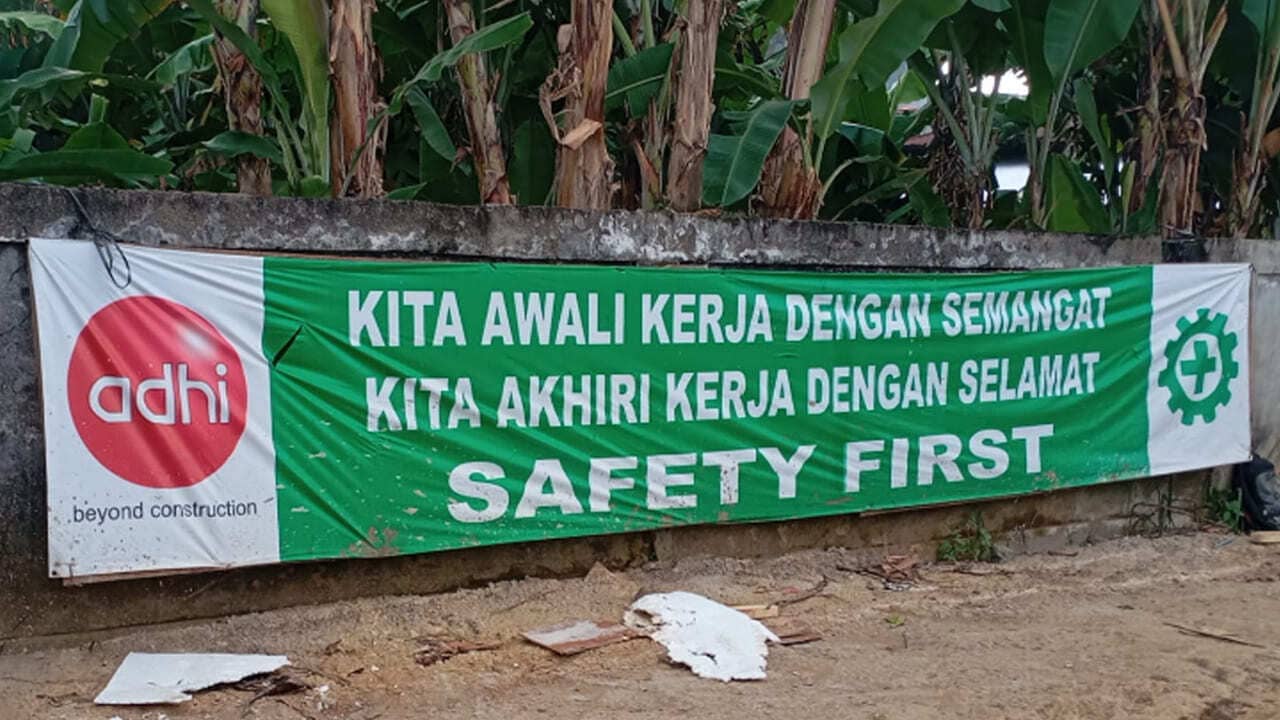 adhi
beyond construction
KITA AWALI KERJA DENGAN SEMANGAT
KITA AKHIRI KERJA DENGAN SELAMAT
SAFETY FIRST